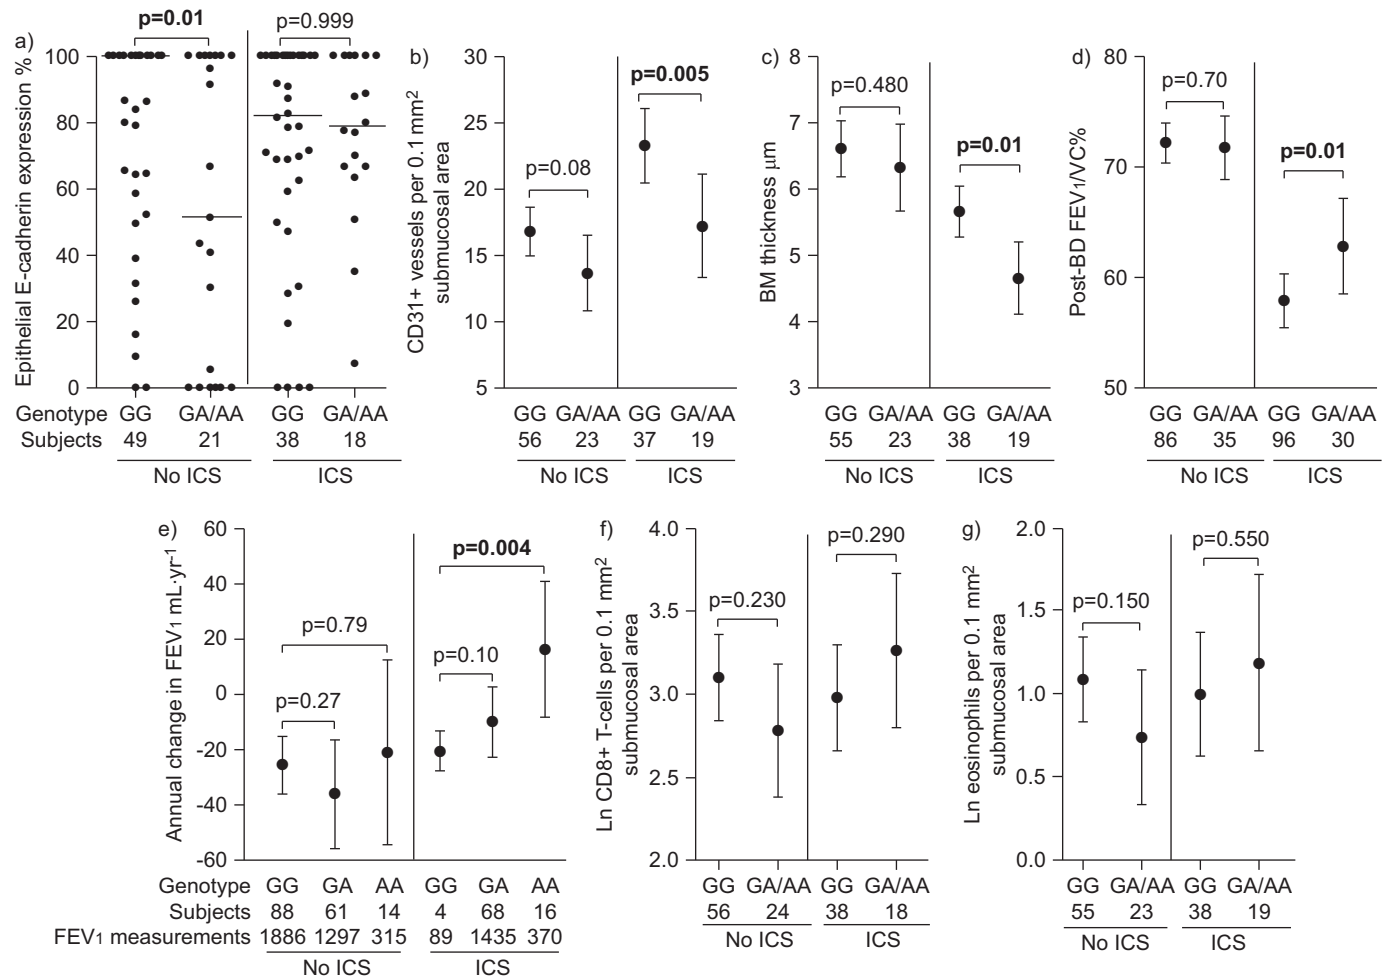 a)
p=0.01
p=0.999
Epithelial E-cadherin expression %
100
80
60
40
20
0
Genotype GG GA/AA GG GA/AA
Subjects 49 21 38 18
No ICS ICS
b)
p=0.005
p=0.08
CD31+ vessels per 0.1 mm²
submucosal area
30
25
20
15
10
5
GG GA/AA GG GA/AA
56 23 37 19
No ICS ICS
c)
p=0.480
p=0.01
BM thickness μm
8
7
6
5
4
3
GG GA/AA GG GA/AA
55 23 38 19
No ICS ICS
d)
p=0.70
p=0.01
Post-BD FEV1/VC%
80
70
60
50
GG GA/AA GG GA/AA
86 35 96 30
No ICS ICS
e)
p=0.004
p=0.79
p=0.10
p=0.27
Annual change in FEV1 mL·yr-1
60
40
20
0
-20
-40
-60
Genotype GG GA AA GG GA AA
Subjects 88 61 14 4 68 16
FEV1 measurements 1886 1297 315 89 1435 370
No ICS ICS
f)
p=0.290
p=0.230
Ln CD8+ T-cells per 0.1 mm²
submucosal area
4.0
3.5
3.0
2.5
2.0
GG GA/AA GG GA/AA
56 24 38 18
No ICS ICS
g)
p=0.550
p=0.150
Ln eosinophils per 0.1 mm²
submucosal area
2.0
1.5
1.0
0.5
0.0
GG GA/AA GG GA/AA
55 23 38 19
No ICS ICS